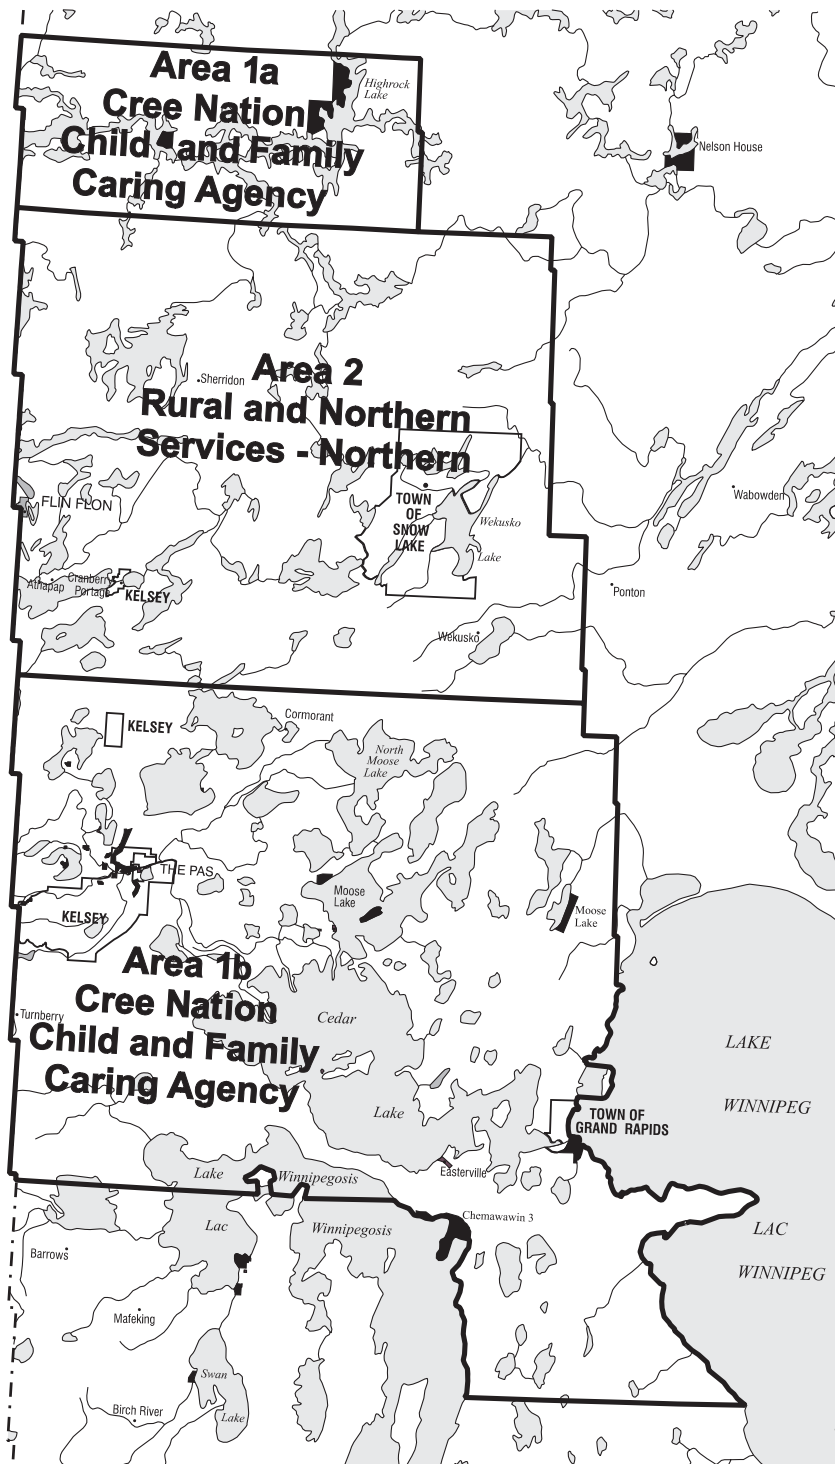 Area 1a
Cree Nation
Child and Family
Caring Agency
Highrock
Lake
Nelson House
Area 2
Rural and Northern
Services - Northern
Sherridon
FLIN FLON
TOWN
OF
SNOW
LAKE
Wekusko
Lake
Wabowden
Athapap
Cranberry
Portage
KELSEY
Ponton
Wekusko
KELSEY
Cormorant
North
Moose
Lake
THE PAS
KELSEY
Moose
Lake
Moose
Lake
Area 1b
Cree Nation
Child and Family
Caring Agency
Turnberry
Cedar
Lake
LAKE
WINNIPEG
TOWN OF
GRAND RAPIDS
Easterville
Lake Winnipegosis
Chemawawin 3
Lac Winnipegosis
LAC
WINNIPEG
Barrows
Mafeking
Swan
Lake
Birch River